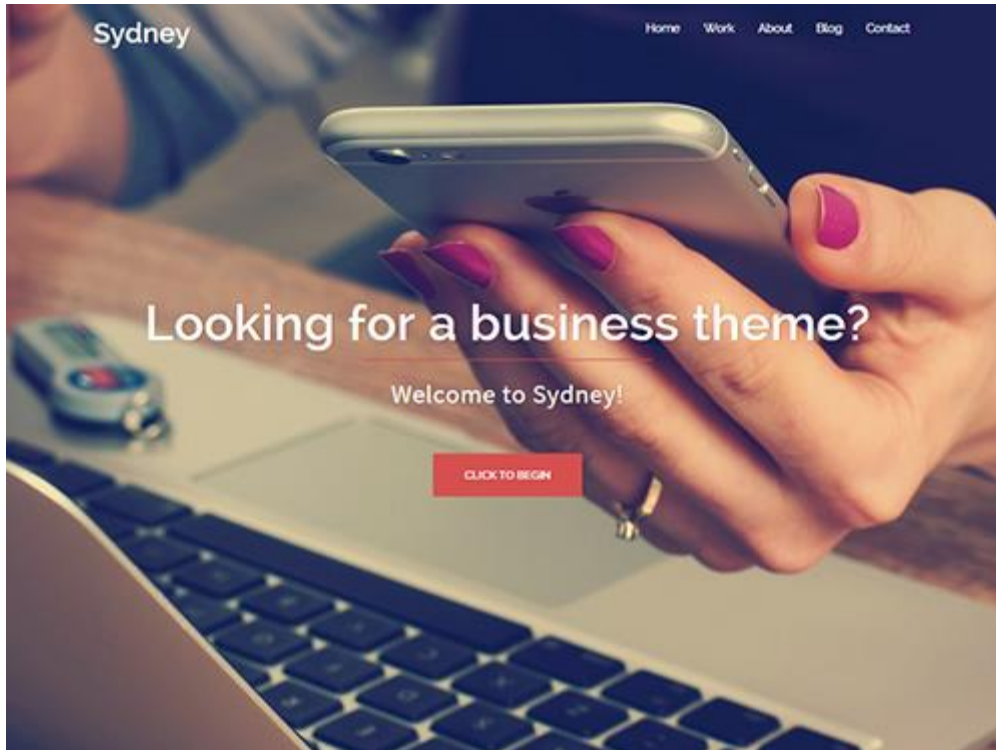 Sydney
Home Work About Blog Contact
Looking for a business theme?
Welcome to Sydney!
CLICK TO BEGIN